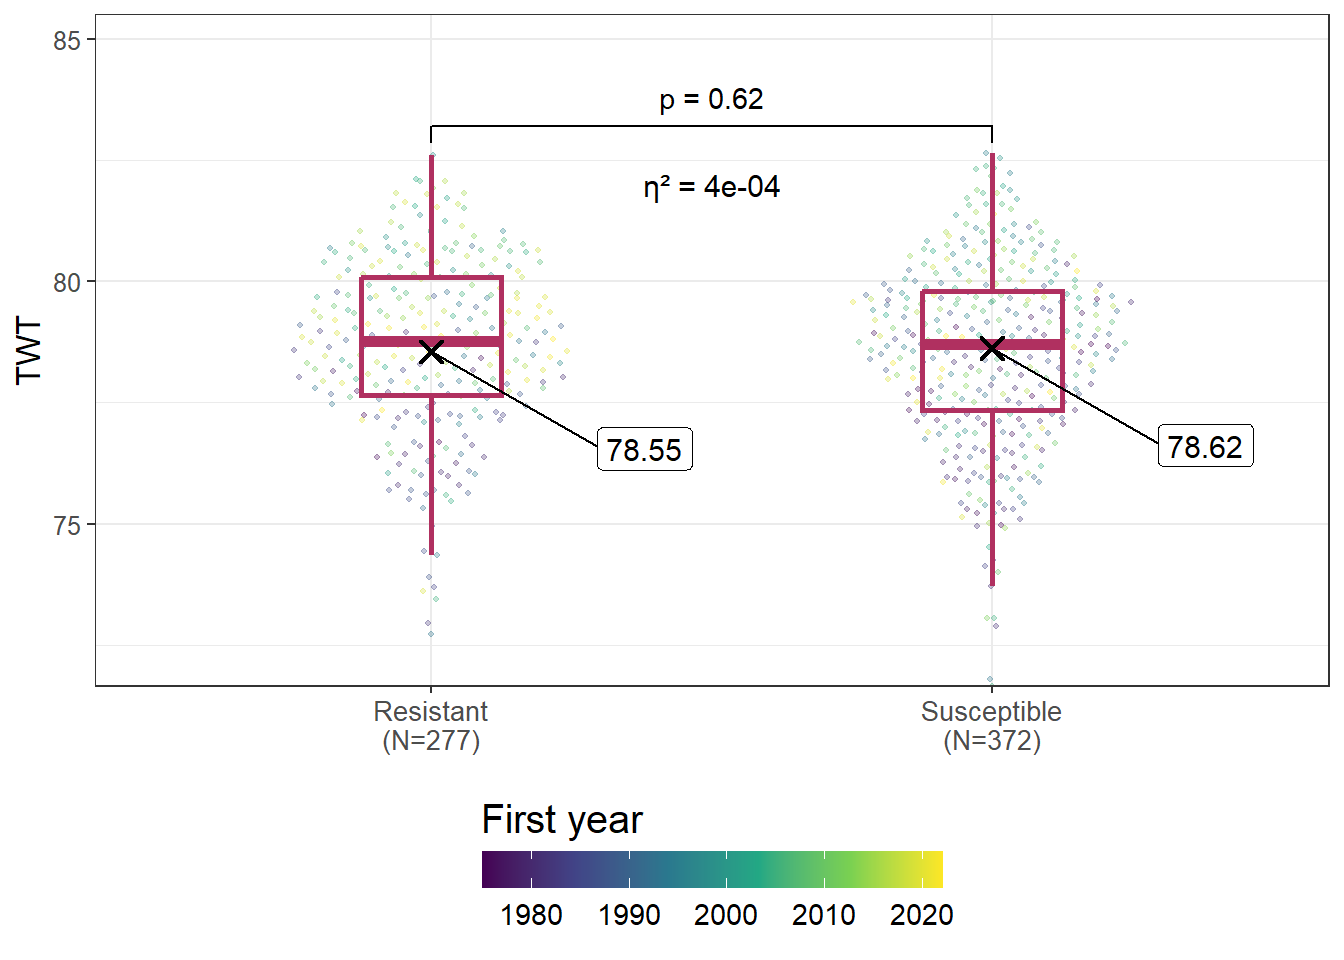 85
80
75
TWT
p = 0.62
η² = 4e-04
78.55
78.62
Resistant
(N=277)
Susceptible
(N=372)
First year
1980 1990 2000 2010 2020